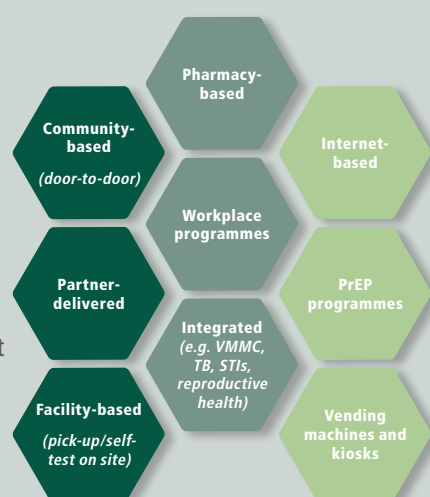 Community-
based
(door-to-door)
Partner-
delivered
t
Facility-based
(pick-up/self-
test on site)
Pharmacy-
based
Workplace
programmes
Integrated
(e.g. VMMC,
TB, STIs,
reproductive
health)
Internet-
based
PrEP
programmes
Vending
machines and
kiosks